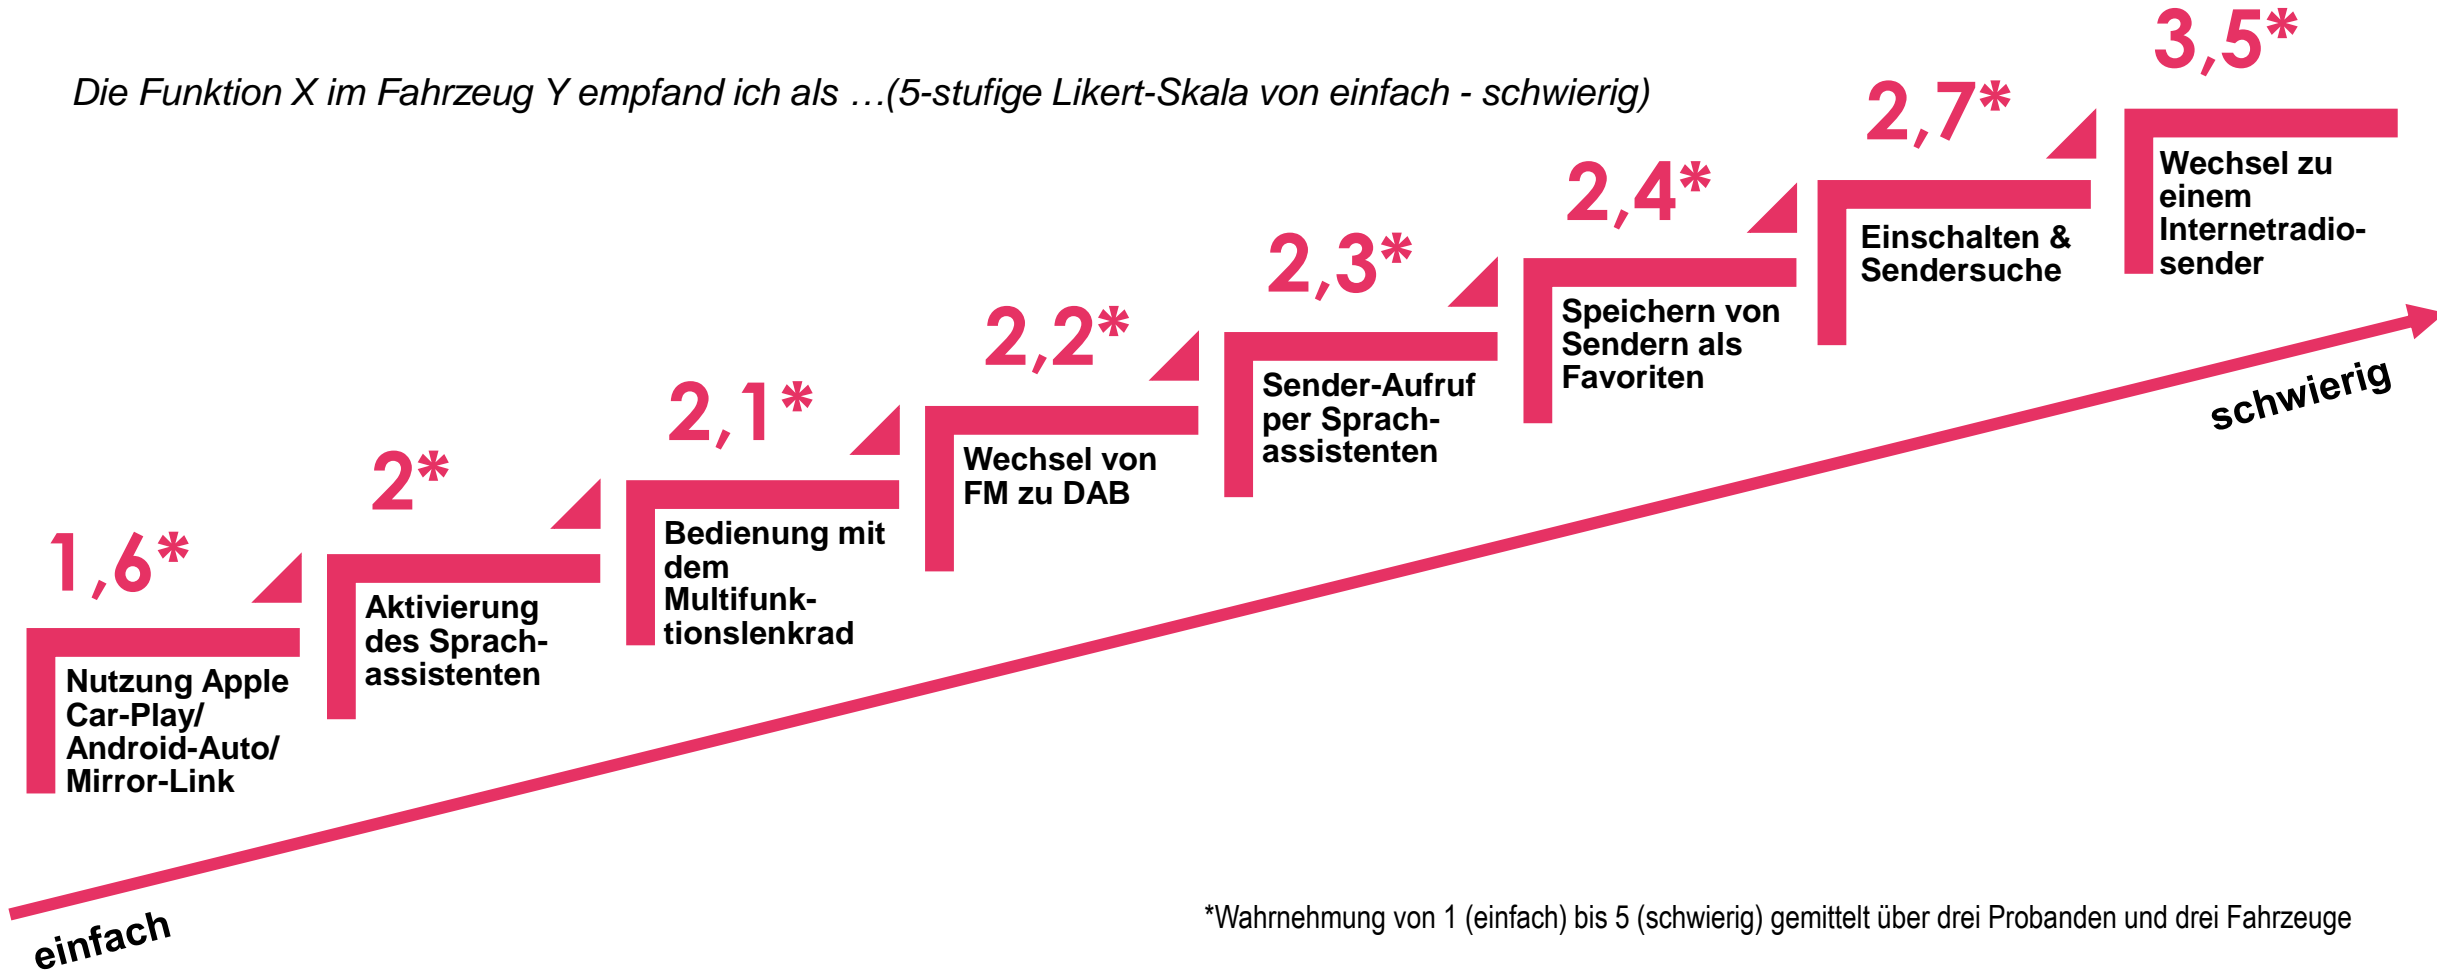 Die Funktion X im Fahrzeug Y empfand ich als …(5-stufige Likert-Skala von einfach - schwierig)
1,6*
Nutzung Apple
Car-Play/
Android-Auto/
Mirror-Link
2*
Aktivierung
des Sprach-
assistenten
2,1*
Bedienung mit
dem
Multifunk-
tionslenkrad
2,2*
Wechsel von
FM zu DAB
2,3*
Sender-Aufruf
per Sprach-
assistenten
2,4*
Speichern von
Sendern als
Favoriten
2,7*
Einschalten &
Sendersuche
3,5*
Wechsel zu
einem
Internetradio-
sender
schwierig
einfach
*Wahrnehmung von 1 (einfach) bis 5 (schwierig) gemittelt über drei Probanden und drei Fahrzeuge